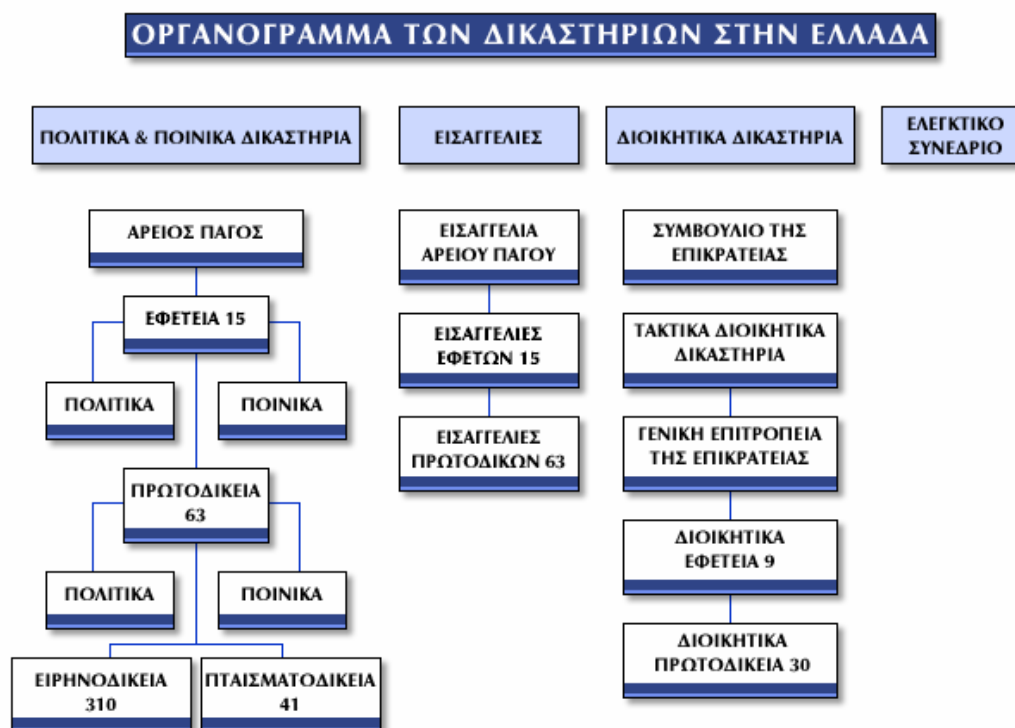 ΟΡΓΑΝΟΓΡΑΜΜΑ ΤΩΝ ΔΙΚΑΣΤΗΡΙΩΝ ΣΤΗΝ ΕΛΛΑΔΑ
ΠΟΛΙΤΙΚΑ & ΠΟΙΝΙΚΑ ΔΙΚΑΣΤΗΡΙΑ
ΕΙΣΑΓΓΕΛΙΕΣ
ΔΙΟΙΚΗΤΙΚΑ ΔΙΚΑΣΤΗΡΙΑ
ΕΛΕΓΚΤΙΚΟ
ΣΥΝΕΔΡΙΟ
ΑΡΕΙΟΣ ΠΑΓΟΣ
ΕΦΕΤΕΙΑ 15
ΠΟΛΙΤΙΚΑ
ΠΟΙΝΙΚΑ
ΠΡΩΤΟΔΙΚΕΙΑ
63
ΠΟΛΙΤΙΚΑ
ΠΟΙΝΙΚΑ
ΕΙΡΗΝΟΔΙΚΕΙΑ
310
ΠΤΑΙΣΜΑΤΟΔΙΚΕΙΑ
41
ΕΙΣΑΓΓΕΛΙΑ
ΑΡΕΙΟΥ ΠΑΓΟΥ
ΕΙΣΑΓΓΕΛΙΕΣ
ΕΦΕΤΩΝ 15
ΕΙΣΑΓΓΕΛΙΕΣ
ΠΡΩΤΟΔΙΚΩΝ 63
ΣΥΜΒΟΥΛΙΟ ΤΗΣ
ΕΠΙΚΡΑΤΕΙΑΣ
ΤΑΚΤΙΚΑ ΔΙΟΙΚΗΤΙΚΑ
ΔΙΚΑΣΤΗΡΙΑ
ΓΕΝΙΚΗ ΕΠΙΤΡΟΠΕΙΑ
ΤΗΣ ΕΠΙΚΡΑΤΕΙΑΣ
ΔΙΟΙΚΗΤΙΚΑ
ΕΦΕΤΕΙΑ 9
ΔΙΟΙΚΗΤΙΚΑ
ΠΡΩΤΟΔΙΚΕΙΑ 30